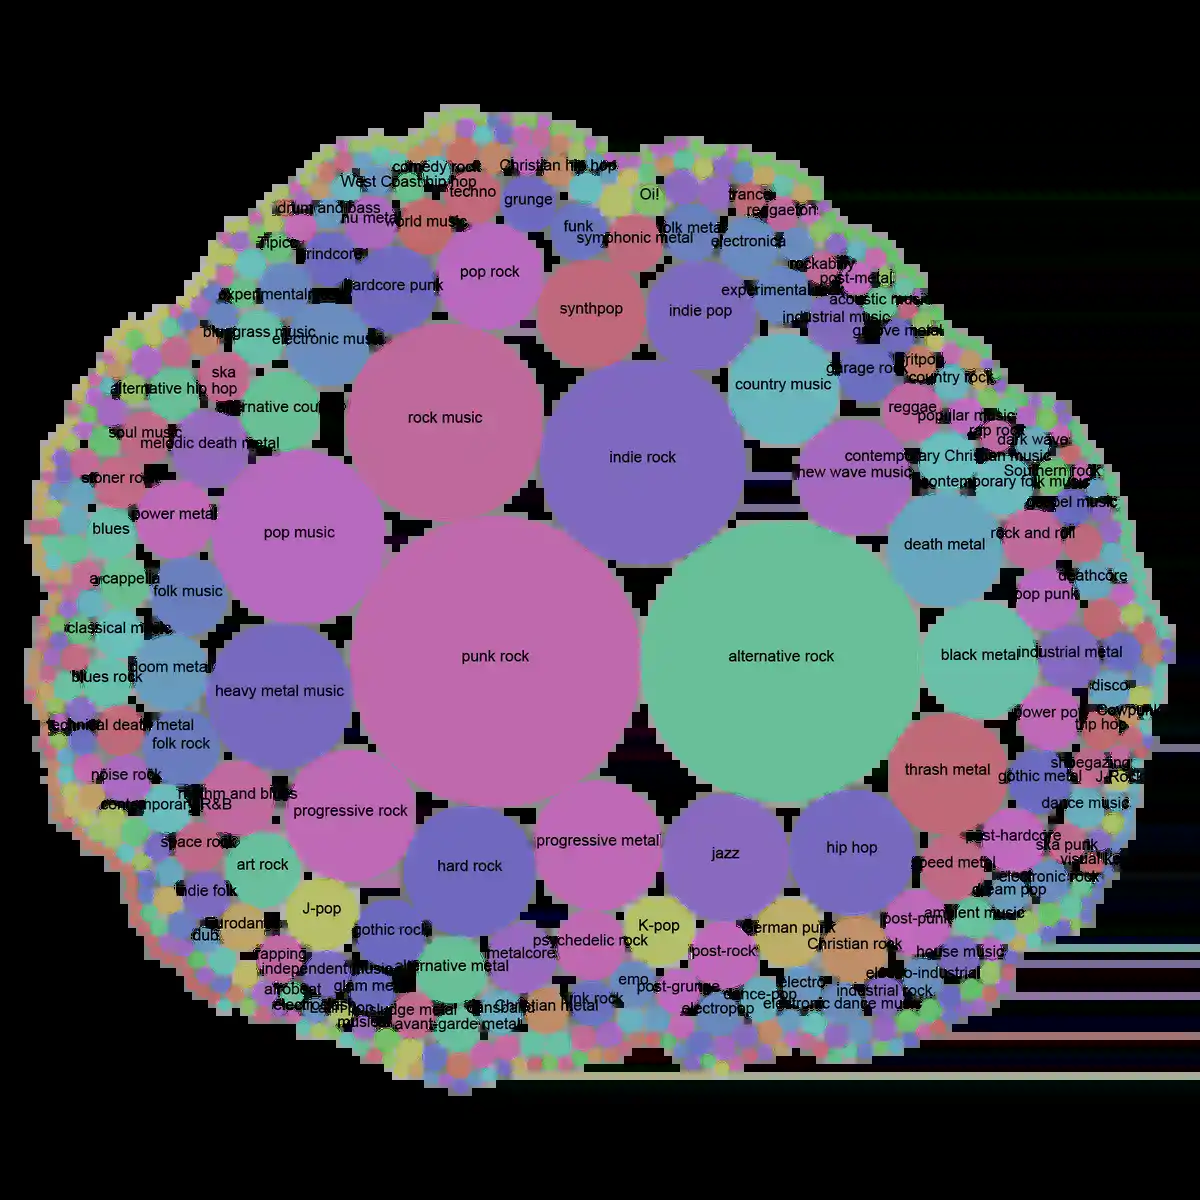 comedy rock
Christian hip hop
West Coast hip hop
techno
grunge
Oi!
trance
drum and bass
nu metal
world music
reggaeton
funk
symphonic metal
folk metal
electronica
Tipico
grindcore
pop rock
rockabilly
post-metal
hardcore punk
experimental
experimental
synthpop
indie pop
acoustic music
industrial music
bluegrass music
electronic music
groove metal
Britpop
garage rock
country rock
ska
alternative hip hop
country music
alternative country
rock music
reggae
popular music
rap rock
soul music
melodic death metal
dark wave
indie rock
contemporary Christian music
new wave music
Southern rock
stoner rock
contemporary folk music
gospel music
power metal
blues
pop music
death metal
rock and roll
a cappella
folk music
deathcore
pop punk
classical music
punk rock
alternative rock
black metal
industrial metal
doom metal
blues rock
heavy metal music
disco
power pop
Cowpunk
technical death metal
trip hop
folk rock
noise rock
thrash metal
shoegazing
gothic metal
J-Rock
rhythm and blues
contemporary R&B
progressive rock
dance music
space rock
progressive metal
jazz
hip hop
post-hardcore
ska punk
visual kei
art rock
hard rock
speed metal
electronic rock
indie folk
dream pop
J-pop
eurodance
dub
gothic rock
K-pop
German punk
post-punk
ambient music
psychedelic rock
post-rock
Christian rock
house music
rapping
metalcore
independent music
alternative metal
electro-industrial
afrobeat
glam metal
emo
post-grunge
electro
dance-pop
industrial rock
electronic dance music
sludge metal
dansband
Christian metal
funk rock
electropop
music
avant-garde metal